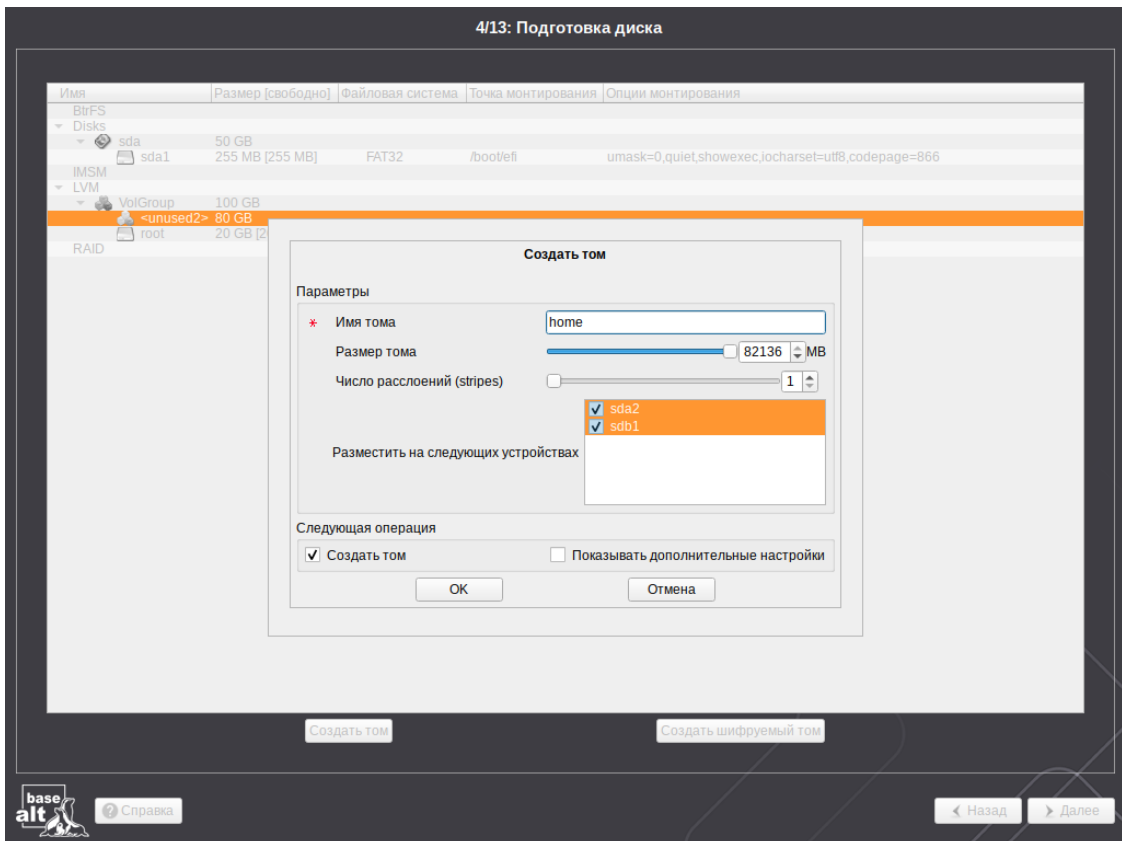 4/13: Подготовка диска
Имя Размер [свободно] Файловая система Точка монтирования Опции монтирования
BtrFS
Disks
sda 50 GB
sda1 255 MB [255 MB] FAT32 /boot/efi umask=0,quiet,showexec,iocharset=utf8,codepage=866
IMSM
LVM
VolGroup 100 GB
<unused2> 80 GB
root 20 GB [2
RAID
Создать том
Параметры
* Имя тома home
Размер тома 82136 MB
Число расслоений (stripes) 1
sda2
sdb1
Разместить на следующих устройствах
Следующая операция
Создать том Показывать дополнительные настройки
OK Отмена
Создать том Создать шифруемый том
base
alt
Справка Назад Далее